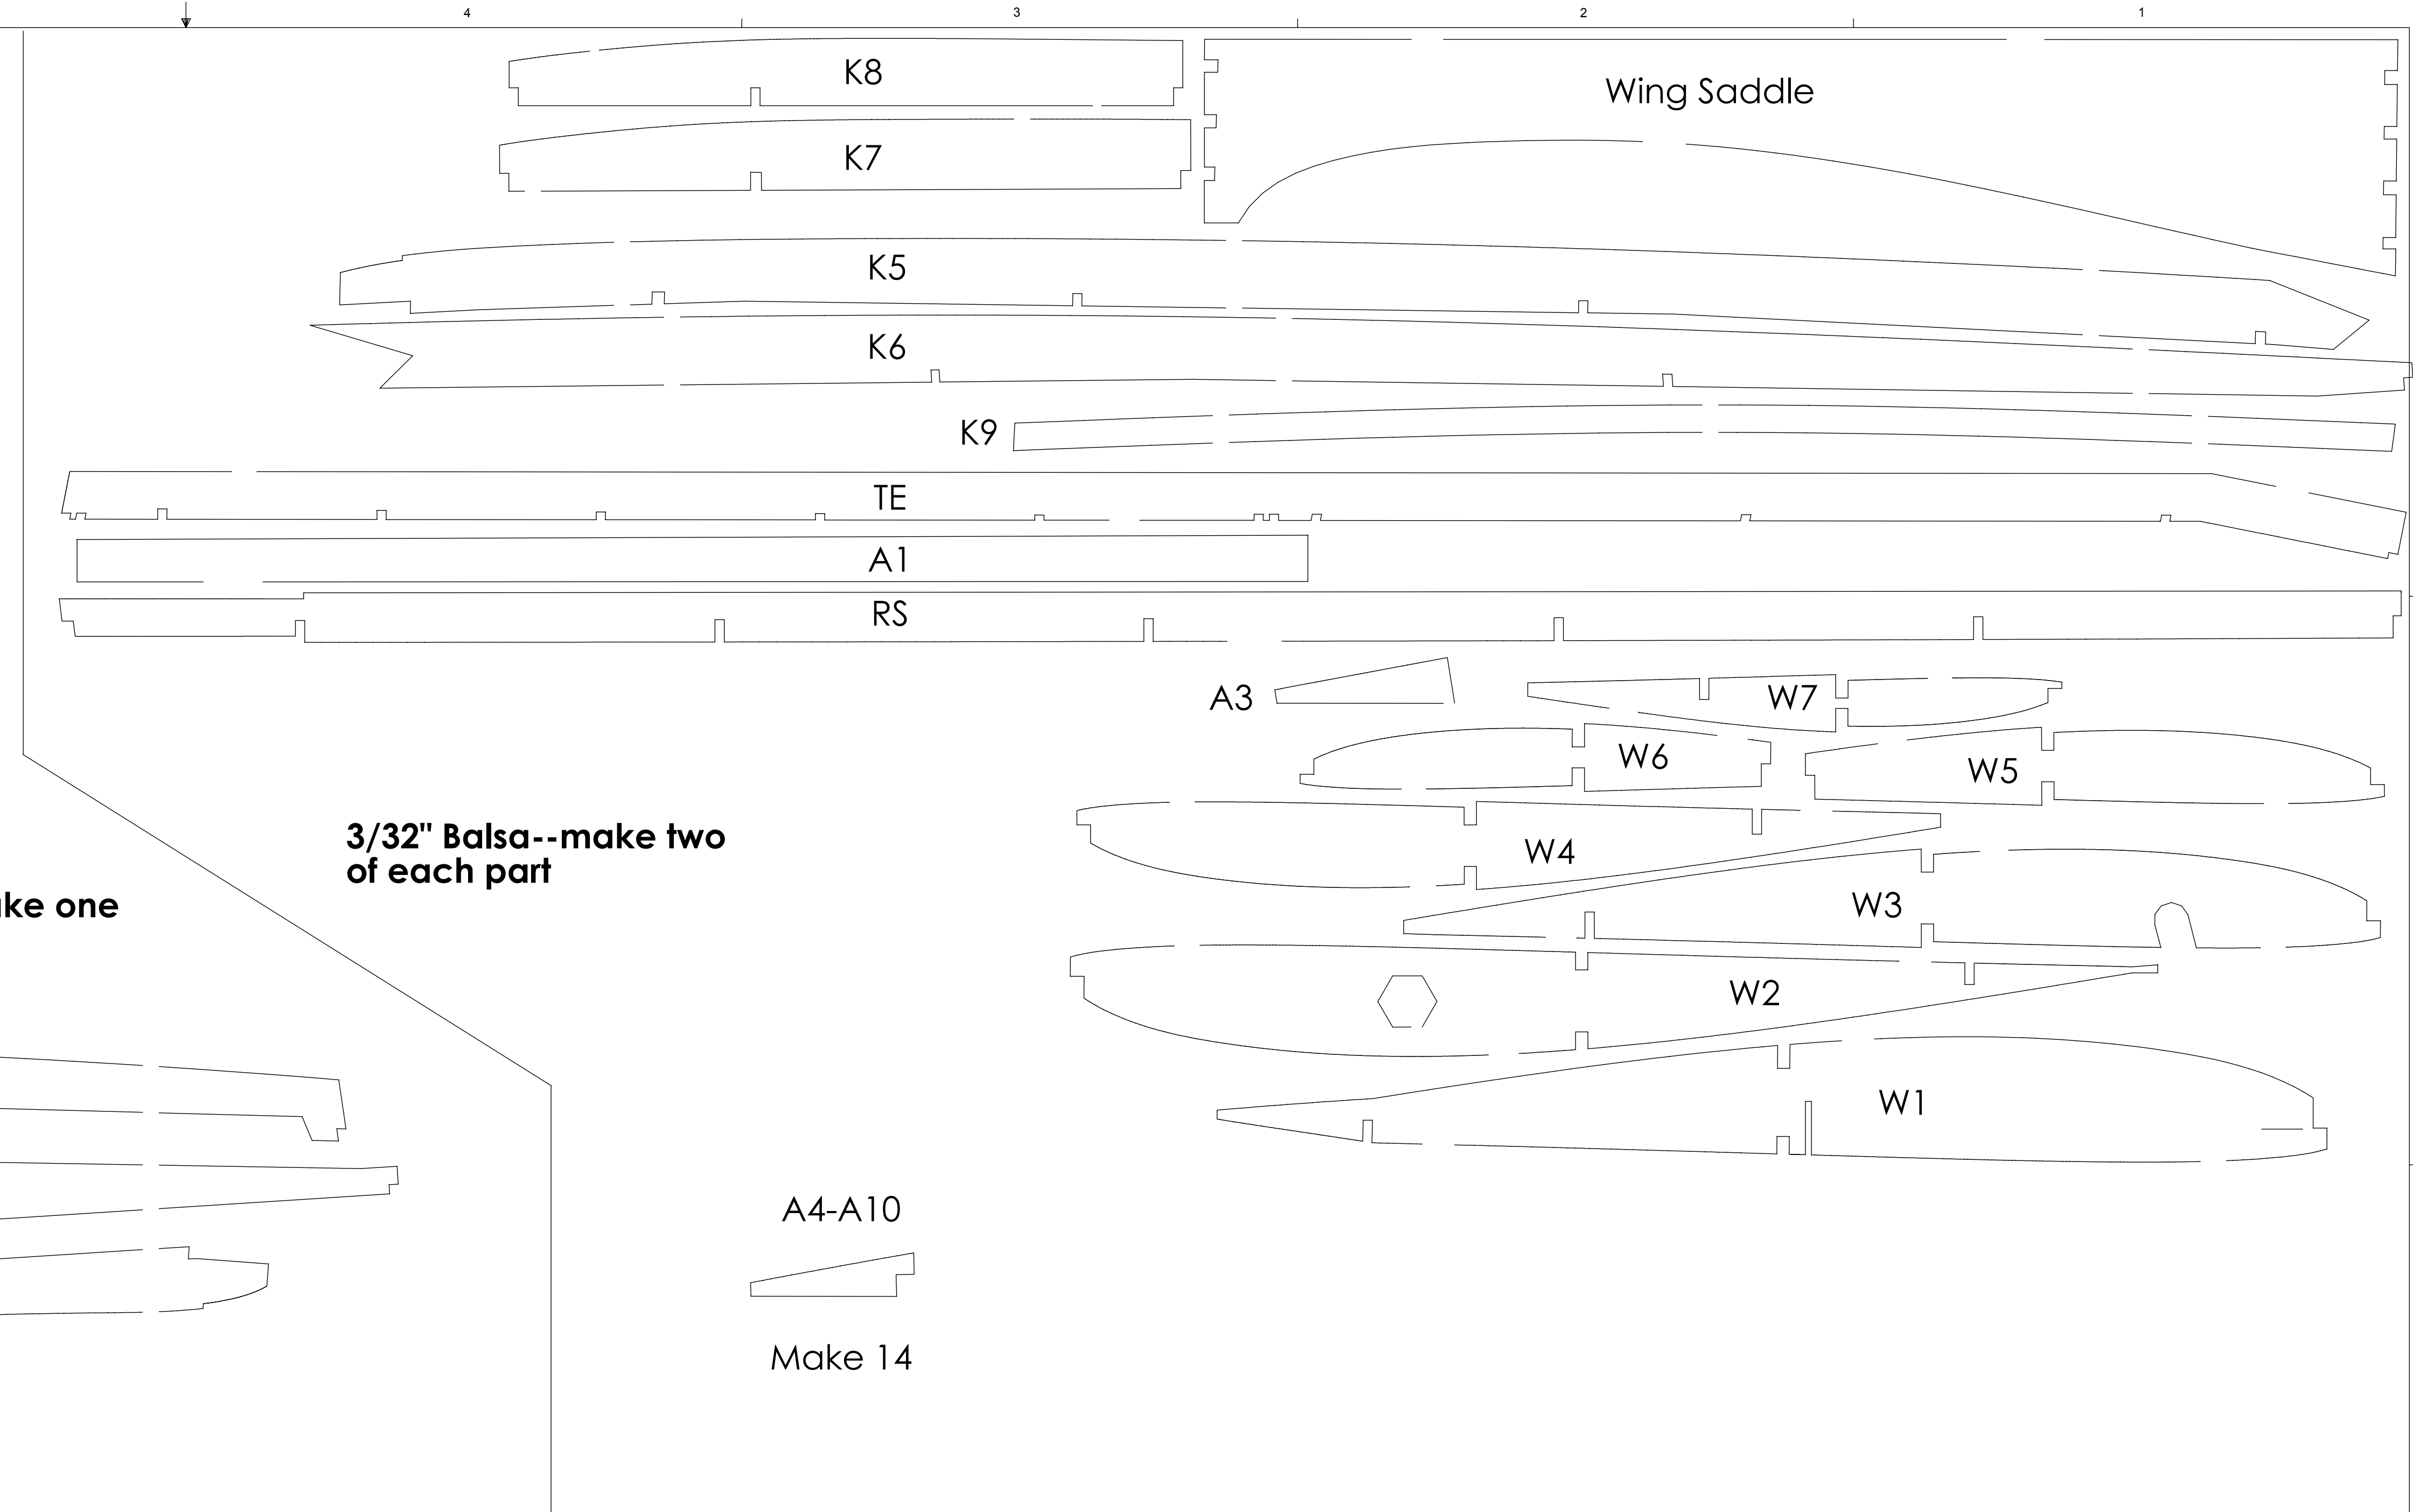 4
3
2
1
K8
Wing Saddle
K7
K5
K6
K9
TE
A1
RS
A3
W7
W6
W5
3/32" Balsa--make two
of each part
W4
W3
one
W2
W1
A4-A10
Make 14